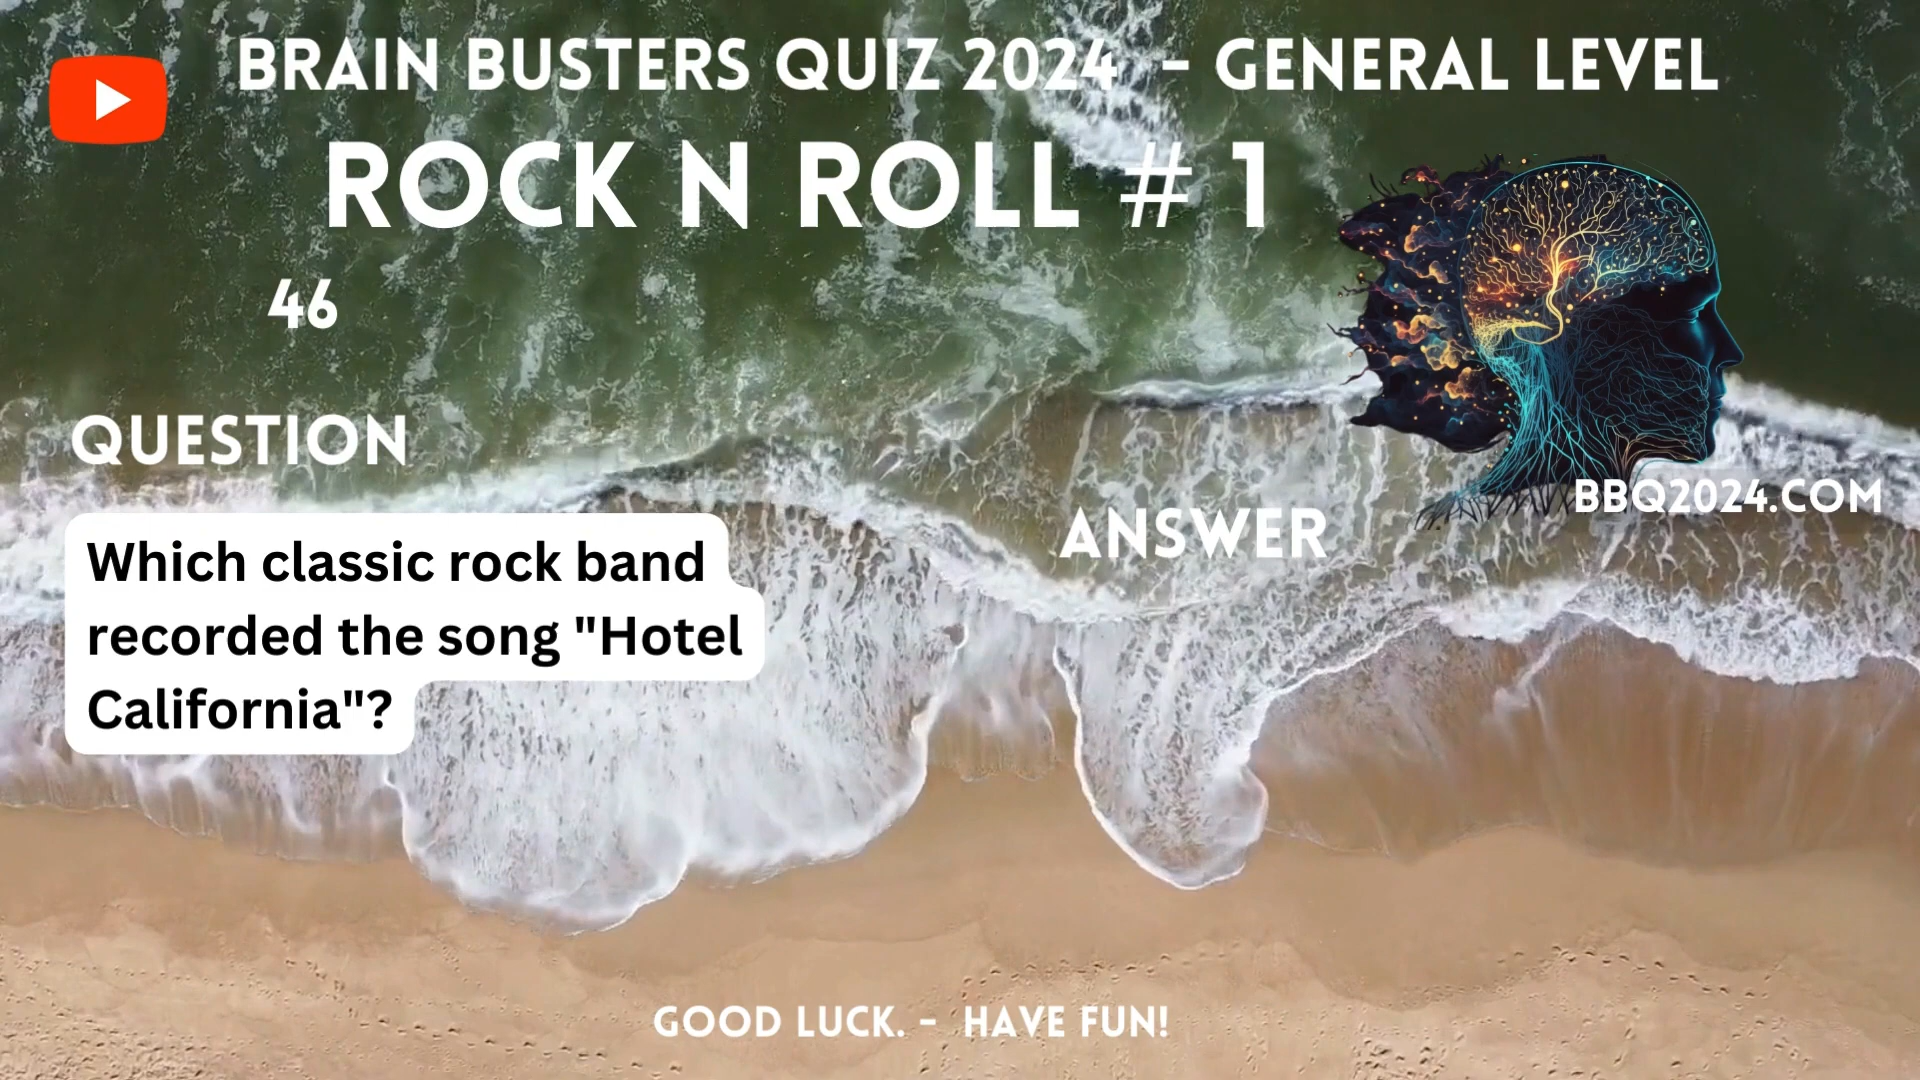 BRAIN BUSTERS QUIZ 2024 - GENERAL LEVEL
ROCK N ROLL # 1
46
QUESTION
BBQ2024.COM
ANSWER
Which classic rock band
recorded the song "Hotel
California"?
GOOD LUCK. - HAVE FUN!